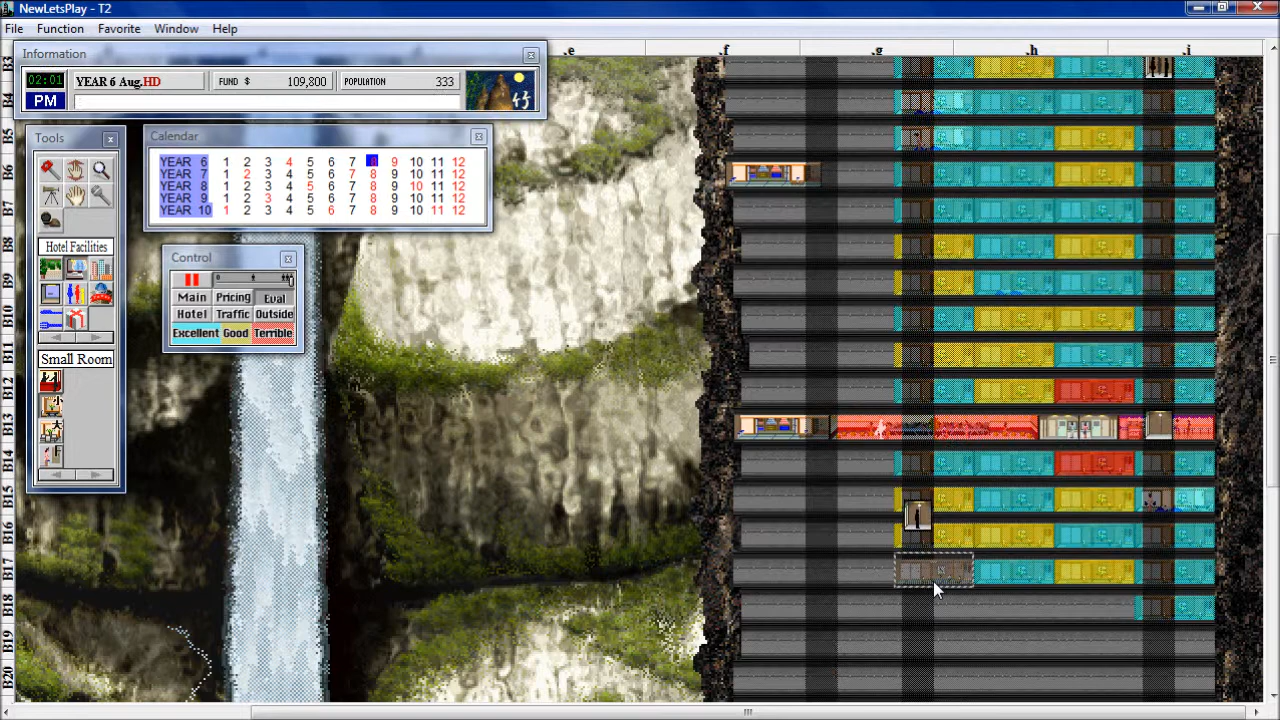 NewLetsPlay - T2
File Function Favorite Window Help
.e .f .g .h .i
Information
02:01 PM
YEAR 6 Aug.HD
FUND $ 109,800
POPULATION 333
Tools
Hotel Facilities
Small Room
Calendar
YEAR 6 1 2 3 4 5 6 7 8 9 10 11 12
YEAR 7 1 2 3 4 5 6 7 8 9 10 11 12
YEAR 8 1 2 3 4 5 6 7 8 9 10 11 12
YEAR 9 1 2 3 4 5 6 7 8 9 10 11 12
YEAR 10 1 2 3 4 5 6 7 8 9 10 11 12
Control
Main Pricing Eval
Hotel Traffic Outside
Excellent Good Terrible
B3
B4
B5
B6
B7
B8
B9
B10
B11
B12
B13
B14
B15
B16
B17
B18
B19
B20